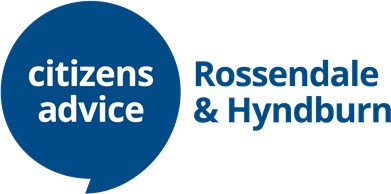 citizens
advice
Rossendale
& Hyndburn